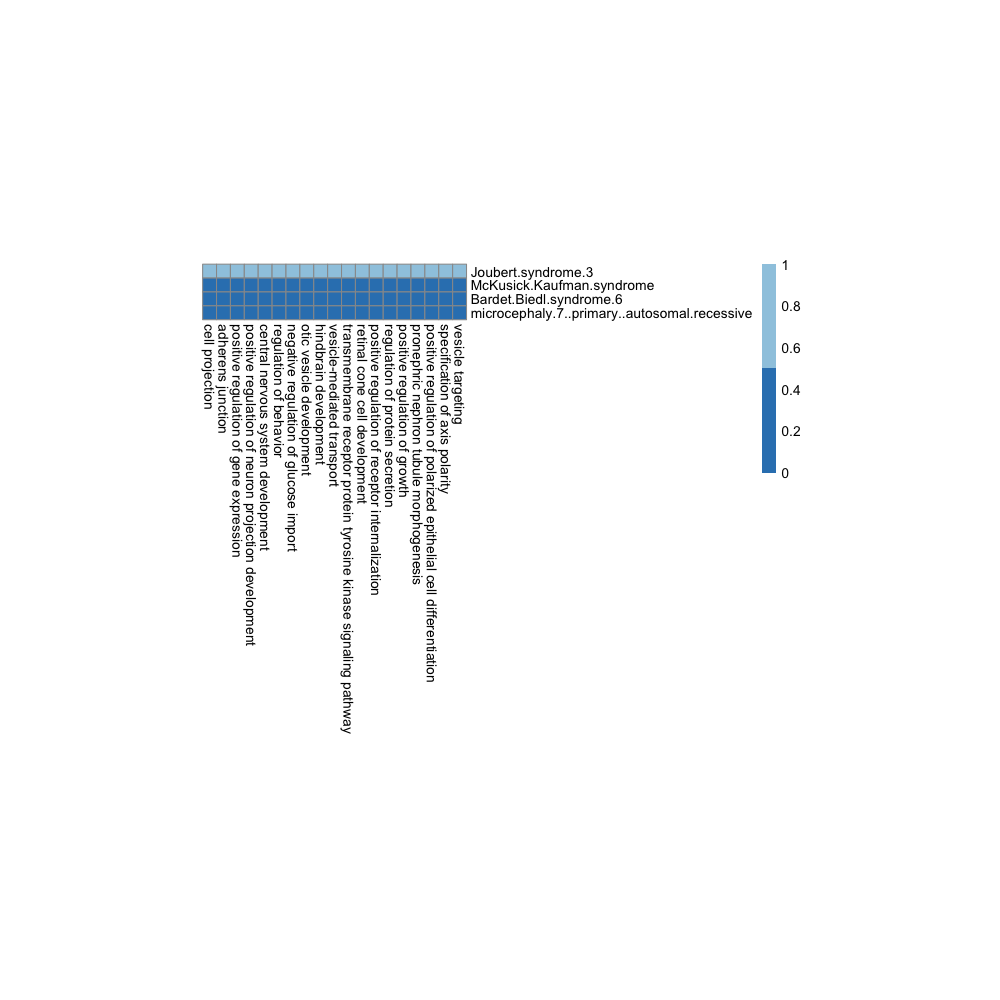 Joubert.syndrome.3
McKusick.Kaufman.syndrome
Bardet.Biedl.syndrome.6
microcephaly.7..primary..autosomal.recessive
1
0.8
0.6
0.4
0.2
0
cell projection
adherens junction
positive regulation of gene expression
positive regulation of neuron projection development
central nervous system development
regulation of behavior
negative regulation of glucose import
otic vesicle development
hindbrain development
vesicle-mediated transport
transmembrane receptor protein tyrosine kinase signaling pathway
retinal cone cell development
positive regulation of receptor internalization
regulation of protein secretion
positive regulation of growth
pronephric nephron tubule morphogenesis
positive regulation of polarized epithelial cell differentiation
specification of axis polarity
vesicle targeting